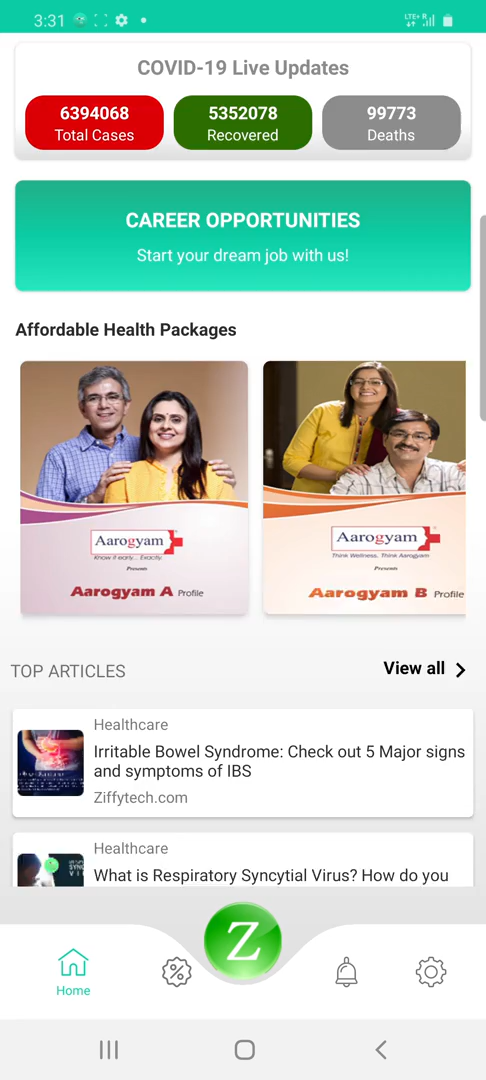 3:31
LTE+ R
COVID-19 Live Updates
6394068
Total Cases
5352078
Recovered
99773
Deaths
CAREER OPPORTUNITIES
Start your dream job with us!
Affordable Health Packages
Aarogyam
Know it early... Exactly.
Presents
Aarogyam A Profile
Aarogyam
Think Wellness. Think Aarogyam
Presents
Aarogyam B Profile
TOP ARTICLES
View all
Healthcare
Irritable Bowel Syndrome: Check out 5 Major signs
and symptoms of IBS
Ziffytech.com
Healthcare
What is Respiratory Syncytial Virus? How do you
Z
Home